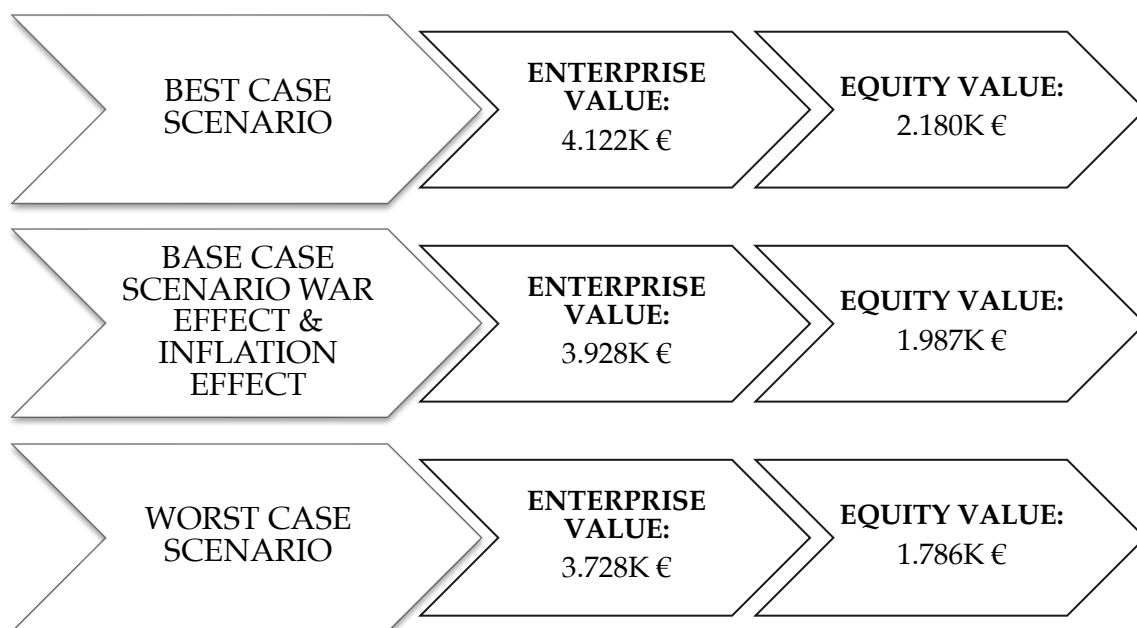 BEST CASE
SCENARIO
ENTERPRISE
VALUE:
4.122K €
EQUITY VALUE:
2.180K €
BASE CASE
SCENARIO WAR
EFFECT &
INFLATION
EFFECT
ENTERPRISE
VALUE:
3.928K €
EQUITY VALUE:
1.987K €
WORST CASE
SCENARIO
ENTERPRISE
VALUE:
3.728K €
EQUITY VALUE:
1.786K €